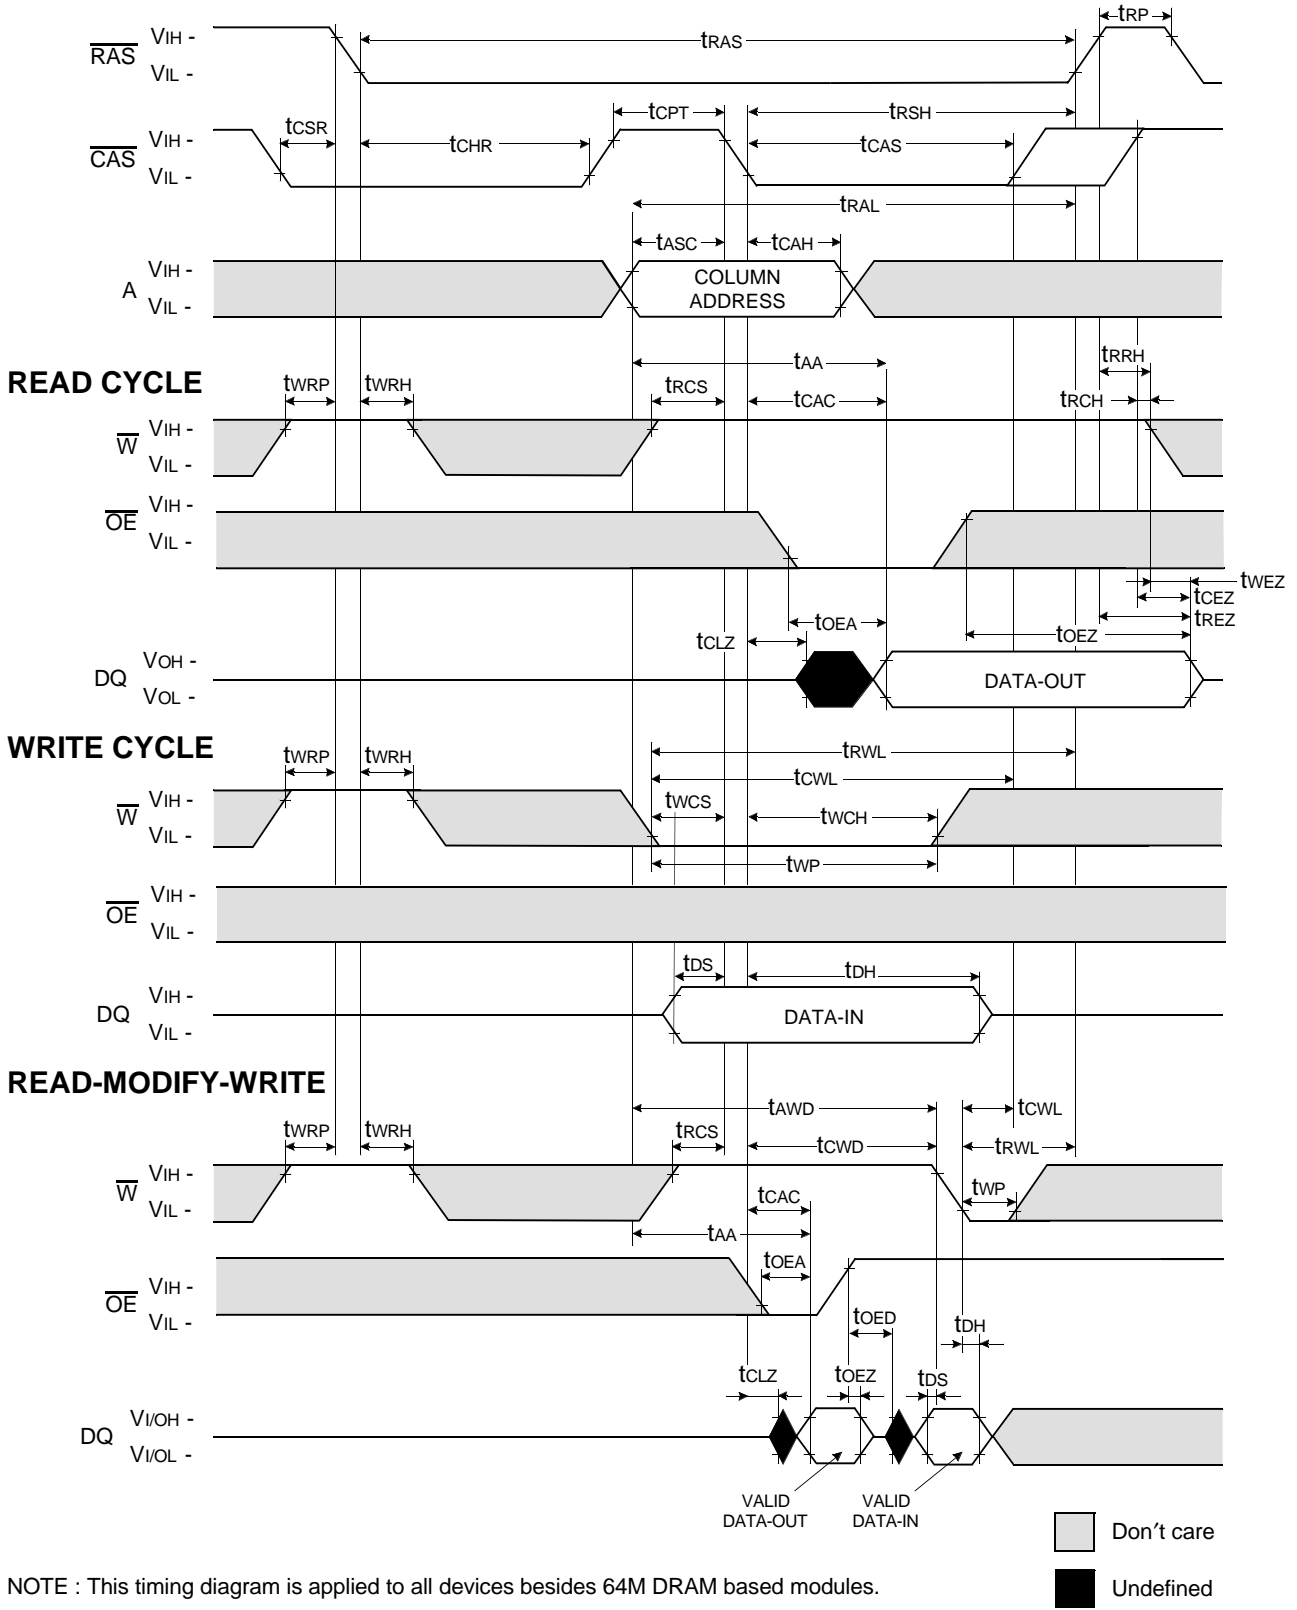 tRP
RAS VIH -
VIL -
tRAS
tCPT
tRSH
tCSR
CAS VIH -
VIL -
tCHR
tCAS
tRAL
tASC
tCAH
A VIH -
VIL -
COLUMN
ADDRESS
tAA
tRRH
READ CYCLE
tWRP
tWRH
tRCS
tCAC
tRCH
W VIH -
VIL -
OE VIH -
VIL -
tWEZ
tCEZ
tREZ
tOEA
tOEZ
tCLZ
DQ VOH -
VOL -
DATA-OUT
WRITE CYCLE
tWRP
tWRH
tRWL
tCWL
W VIH -
VIL -
tWCS
tWCH
tWP
OE VIH -
VIL -
tDS
tDH
DQ VIH -
VIL -
DATA-IN
READ-MODIFY-WRITE
tAWD
tCWL
tWRP
tWRH
tRCS
tCWD
tRWL
W VIH -
VIL -
tCAC
tWP
tAA
tOEA
OE VIH -
VIL -
tOED
tDH
tCLZ
tOEZ
tDS
DQ VI/OH -
VI/OL -
VALID
DATA-OUT
VALID
DATA-IN
Don′t care
NOTE : This timing diagram is applied to all devices besides 64M DRAM based modules.
Undefined